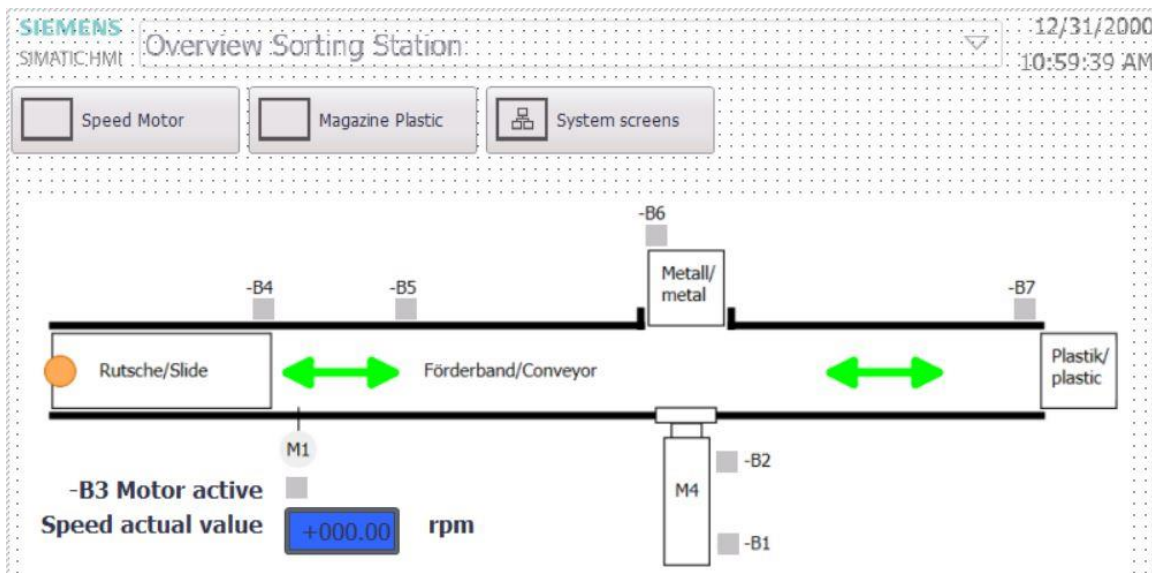 SIEMENS
SIMATIC HMI
Overview Sorting Station
12/31/2000
10:59:39 AM
Speed Motor
Magazine Plastic
System screens
-B6
Metall/
metal
-B4
-B5
-B7
Rutsche/Slide
Förderband/Conveyor
Plastik/
plastic
M1
-B2
M4
-B3 Motor active
Speed actual value
+000.00
rpm
-B1